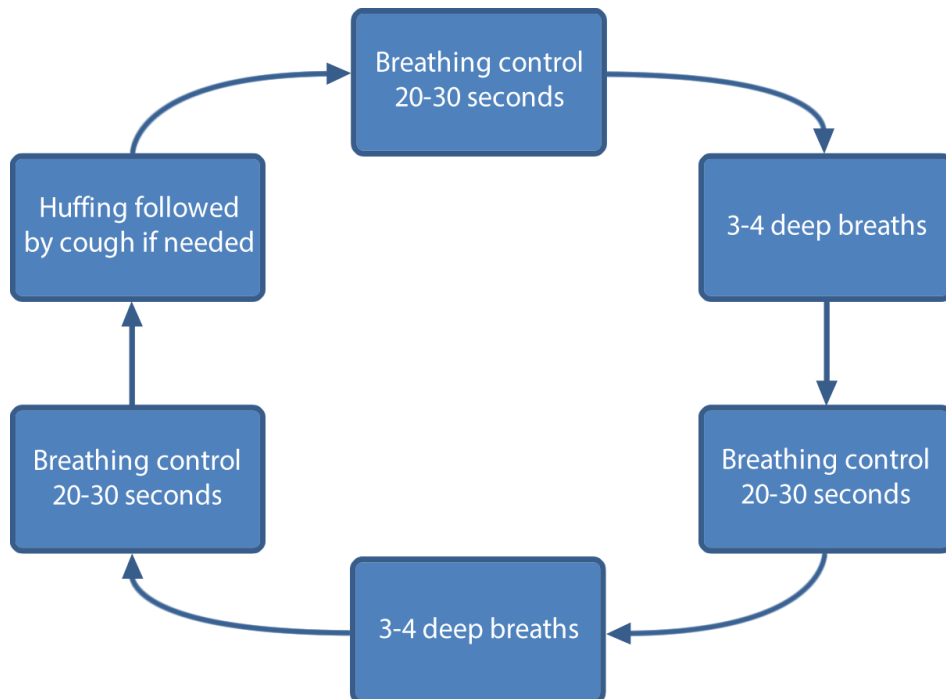 Breathing control
20-30 seconds
3-4 deep breaths
Breathing control
20-30 seconds
3-4 deep breaths
Breathing control
20-30 seconds
Huffing followed
by cough if needed